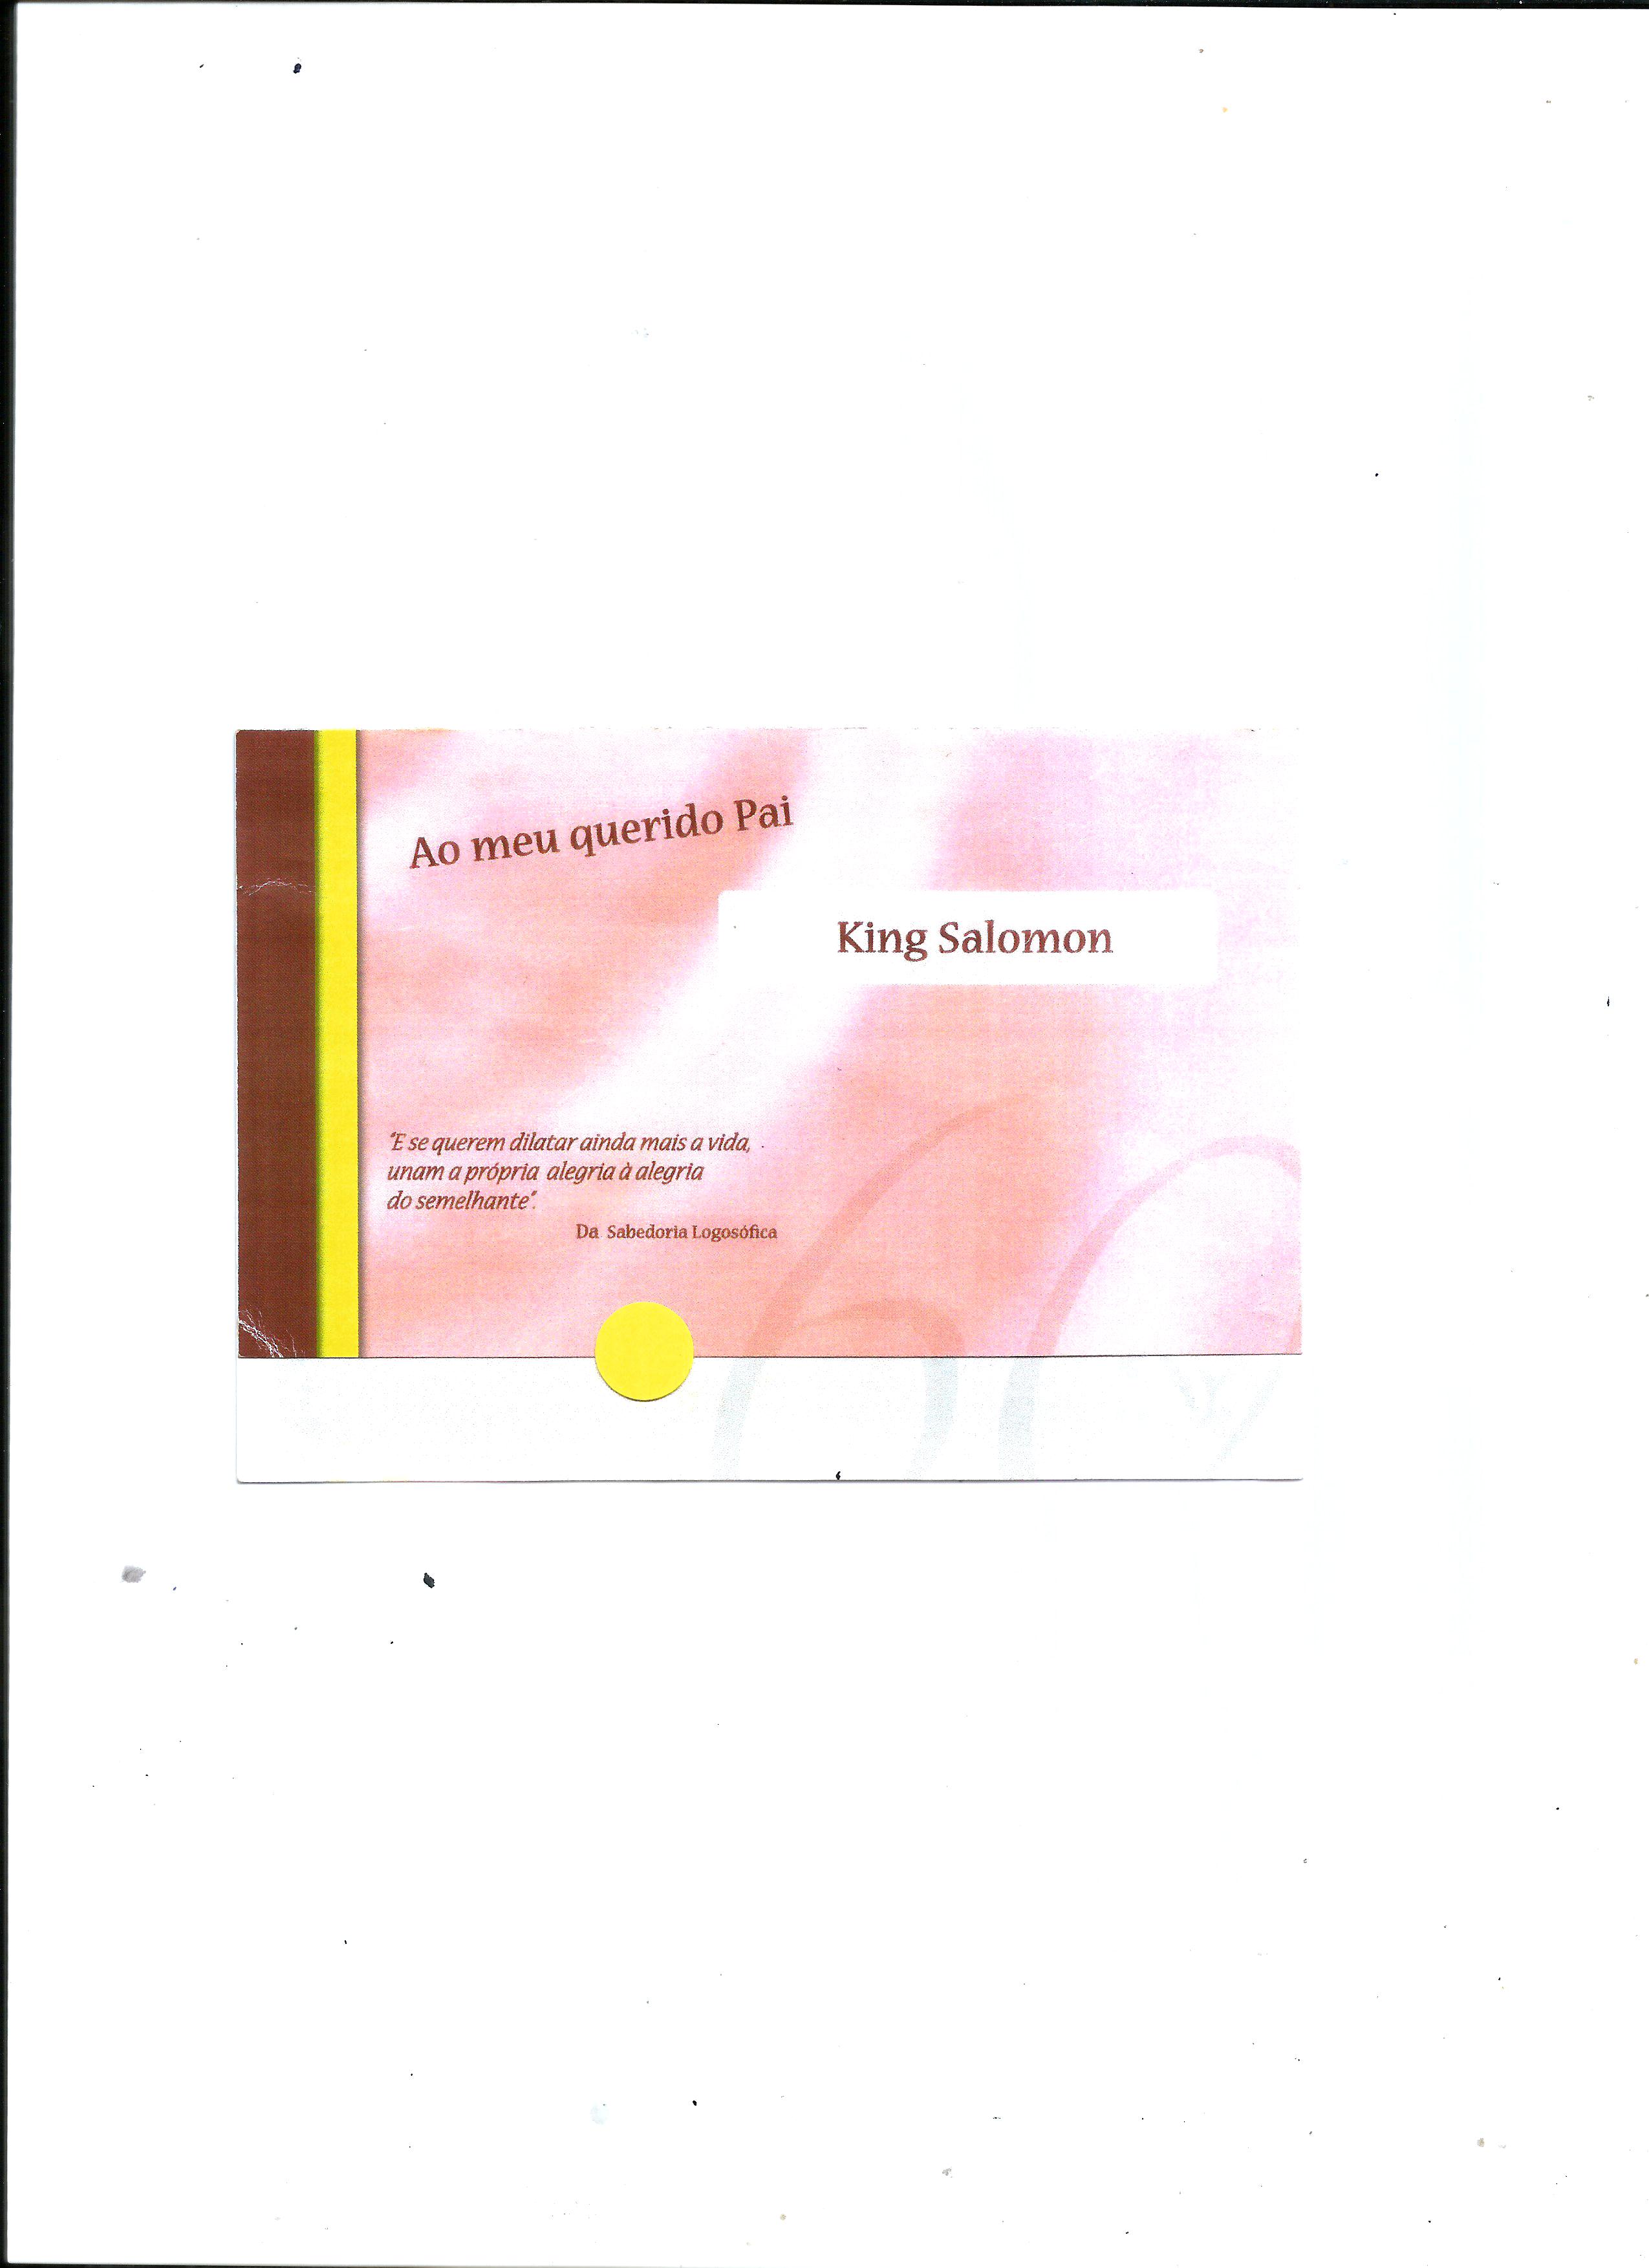 Ao meu querido Pai
King Salomon
"E se querem dilatar ainda mais a vida,
unam a própria alegria à alegria
do semelhante".
Da Sabedoria Logosófica